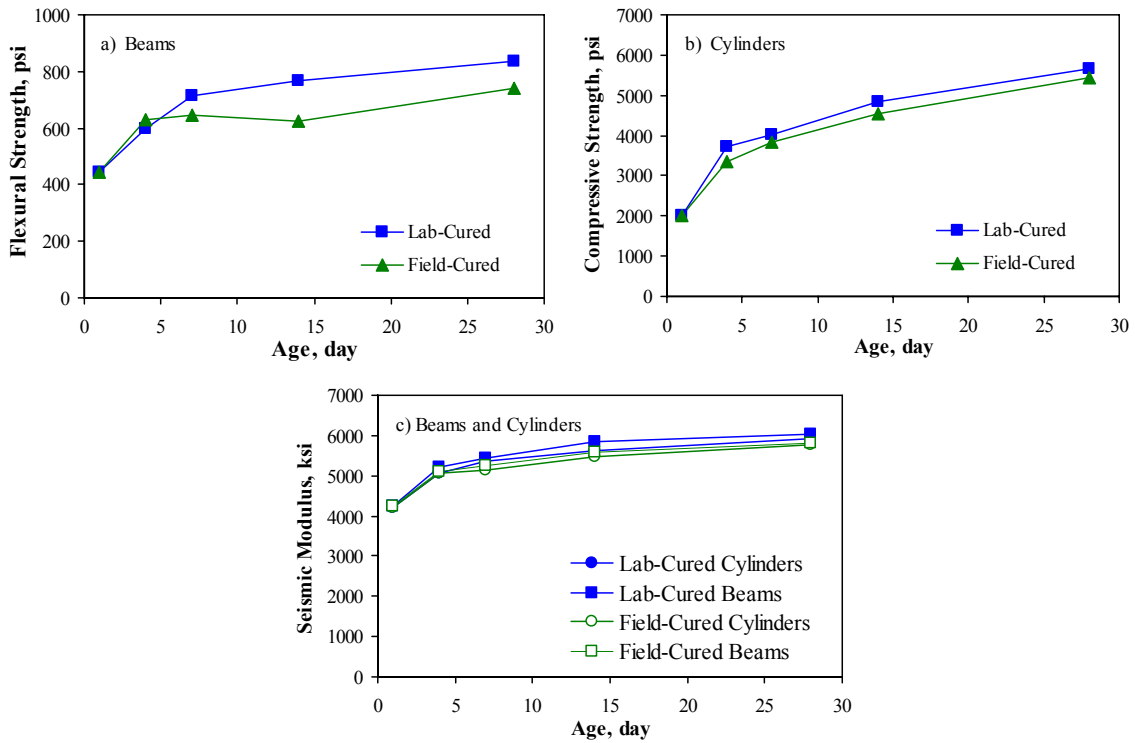 a) Beams
1000
800
600
400
200
0
Flexural Strength, psi
0 5 10 15 20 25 30
Age, day
Lab-Cured
Field-Cured
b) Cylinders
7000
6000
5000
4000
3000
2000
1000
0
Compressive Strength, psi
0 5 10 15 20 25 30
Age, day
Lab-Cured
Field-Cured
c) Beams and Cylinders
7000
6000
5000
4000
3000
2000
1000
0
Seismic Modulus, ksi
0 5 10 15 20 25 30
Age, day
Lab-Cured Cylinders
Lab-Cured Beams
Field-Cured Cylinders
Field-Cured Beams